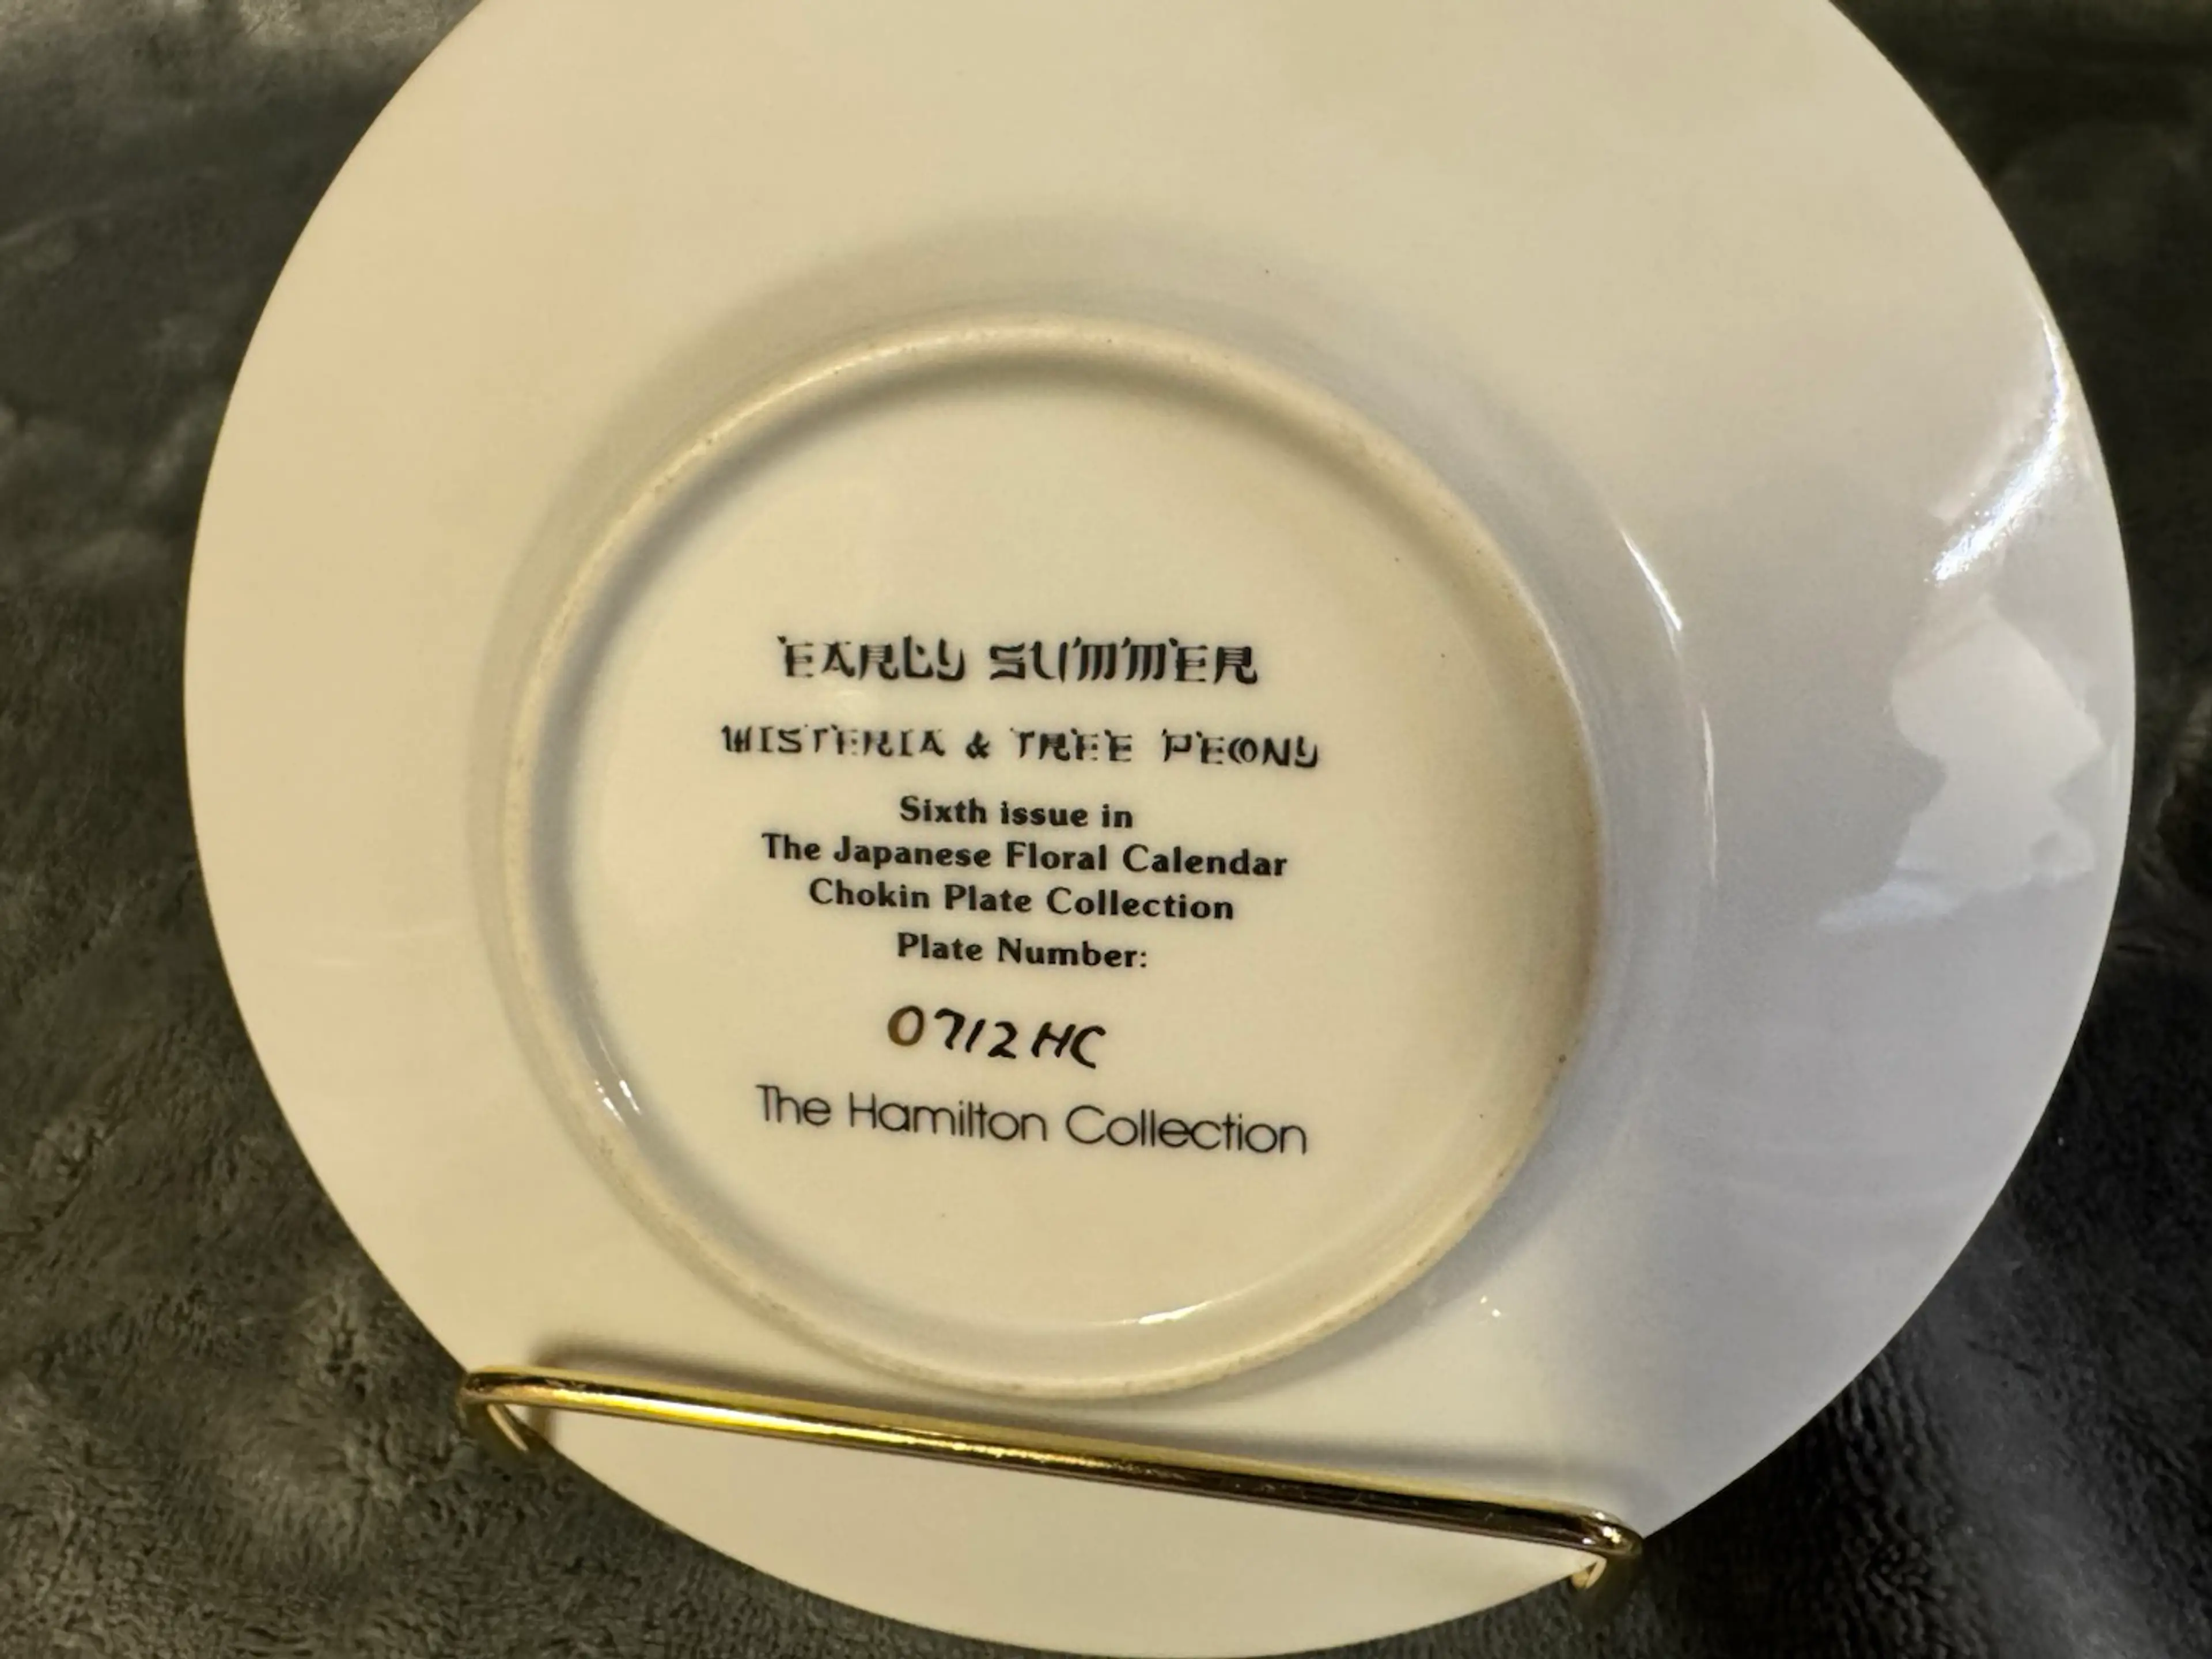 EARLY SUMMER
WISTERIA & TREE PEONY
Sixth issue in
The Japanese Floral Calendar
Chokin Plate Collection
Plate Number:
0712HC
The Hamilton Collection